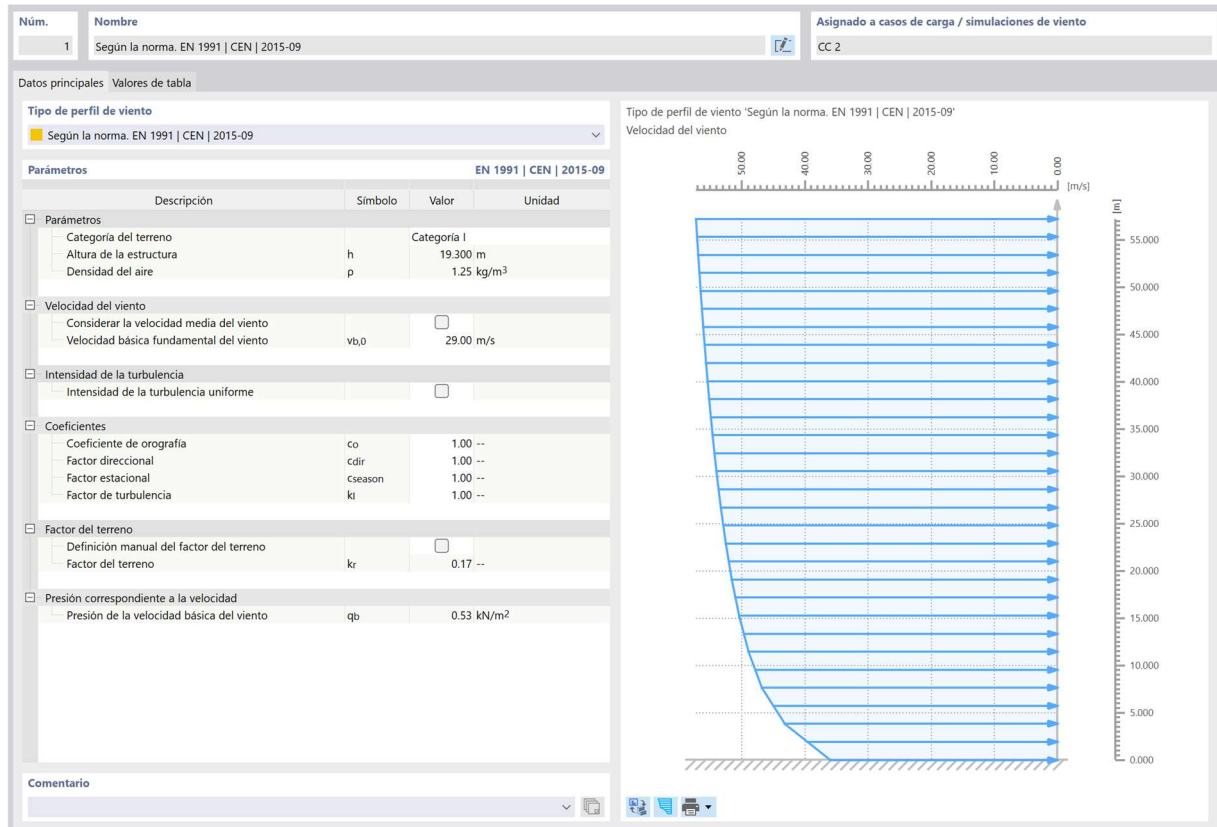 Núm.
Nombre
Asignado a casos de carga / simulaciones de viento
1
Según la norma. EN 1991 | CEN | 2015-09
CC 2
Datos principales
Valores de tabla
Tipo de perfil de viento
Según la norma. EN 1991 | CEN | 2015-09
Parámetros
EN 1991 | CEN | 2015-09
Descripción Símbolo Valor Unidad
Parámetros
Categoría del terreno Categoría I
Altura de la estructura h 19.300 m
Densidad del aire ρ 1.25 kg/m3
Velocidad del viento
Considerar la velocidad media del viento
Velocidad básica fundamental del viento vb,0 29.00 m/s
Intensidad de la turbulencia
Intensidad de la turbulencia uniforme
Coeficientes
Coeficiente de orografía co 1.00 --
Factor direccional cdir 1.00 --
Factor estacional cseason 1.00 --
Factor de turbulencia kI 1.00 --
Factor del terreno
Definición manual del factor del terreno
Factor del terreno kr 0.17 --
Presión correspondiente a la velocidad
Presión de la velocidad básica del viento qb 0.53 kN/m2
Comentario
Tipo de perfil de viento 'Según la norma. EN 1991 | CEN | 2015-09'
Velocidad del viento
50.00 40.00 30.00 20.00 10.00 0.00
[m/s]
[m]
55.000
50.000
45.000
40.000
35.000
30.000
25.000
20.000
15.000
10.000
5.000
0.000